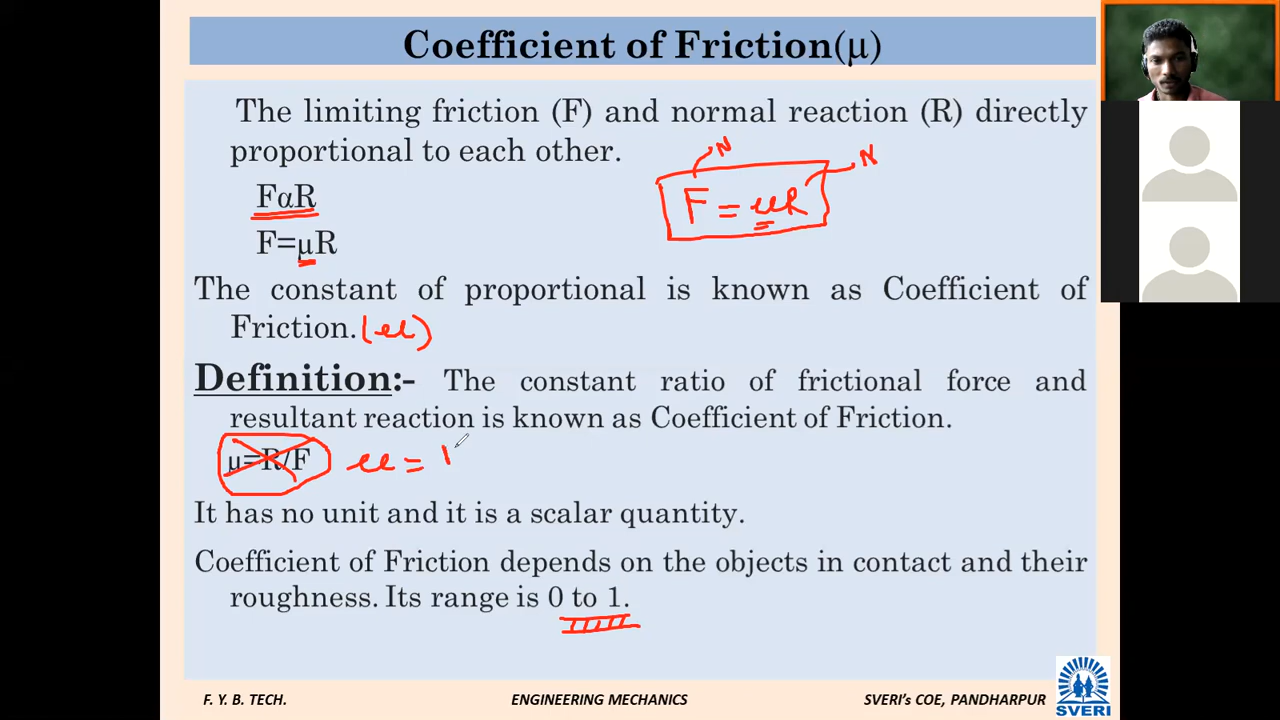 Coefficient of Friction(μ)
The limiting friction (F) and normal reaction (R) directly
proportional to each other.
N
N
FαR
F = μR
F=μR
The constant of proportional is known as Coefficient of
Friction. (μ)
Definition:- The constant ratio of frictional force and
resultant reaction is known as Coefficient of Friction.
μ=R/F μ =
It has no unit and it is a scalar quantity.
Coefficient of Friction depends on the objects in contact and their
roughness. Its range is 0 to 1.
F. Y. B. TECH. ENGINEERING MECHANICS SVERI's COE, PANDHARPUR
SVERI